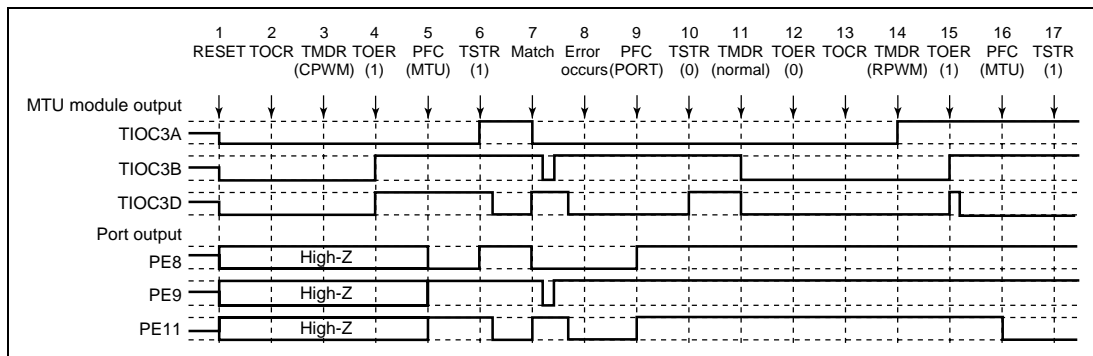 1 2 3 4 5 6 7 8 9 10 11 12 13 14 15 16 17
RESET TOCR TMDR TOER PFC TSTR Match Error PFC TSTR TMDR TOER TOCR TMDR TOER PFC TSTR
(CPWM) (1) (MTU) (1) occurs (PORT) (0) (normal) (0) (RPWM) (1) (MTU) (1)
MTU module output
TIOC3A
TIOC3B
TIOC3D
Port output
PE8 High-Z
PE9 High-Z
PE11 High-Z